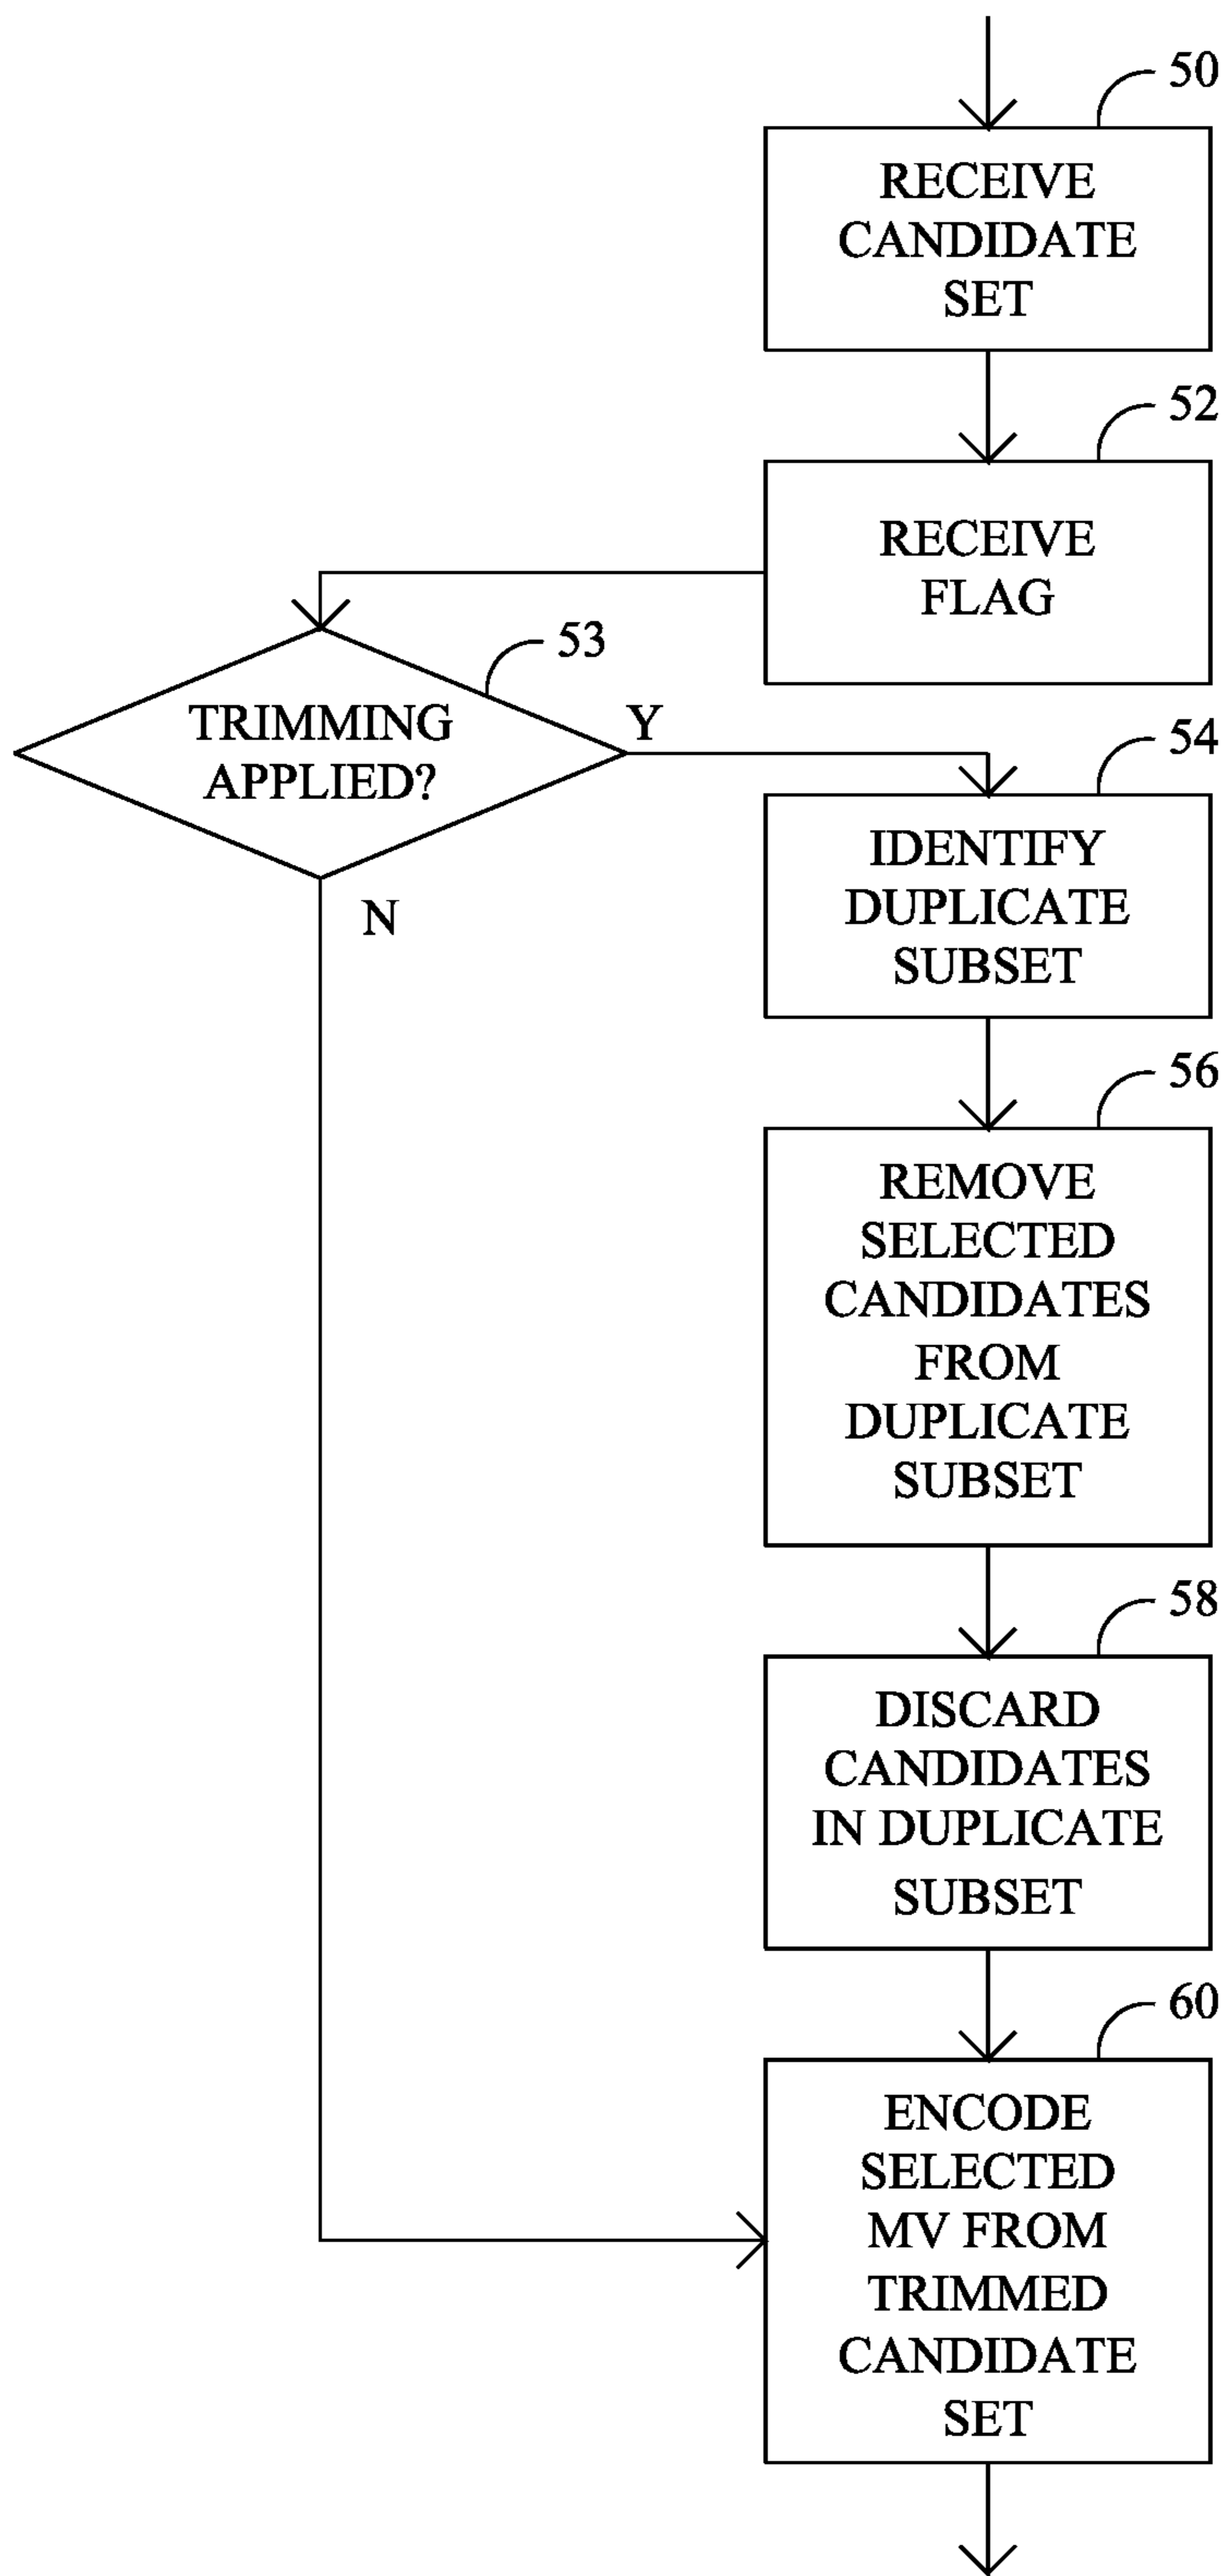 50
RECEIVE
CANDIDATE
SET
52
RECEIVE
FLAG
53
TRIMMING
APPLIED?
Y
N
54
IDENTIFY
DUPLICATE
SUBSET
56
REMOVE
SELECTED
CANDIDATES
FROM
DUPLICATE
SUBSET
58
DISCARD
CANDIDATES
IN DUPLICATE
SUBSET
60
ENCODE
SELECTED
MV FROM
TRIMMED
CANDIDATE
SET